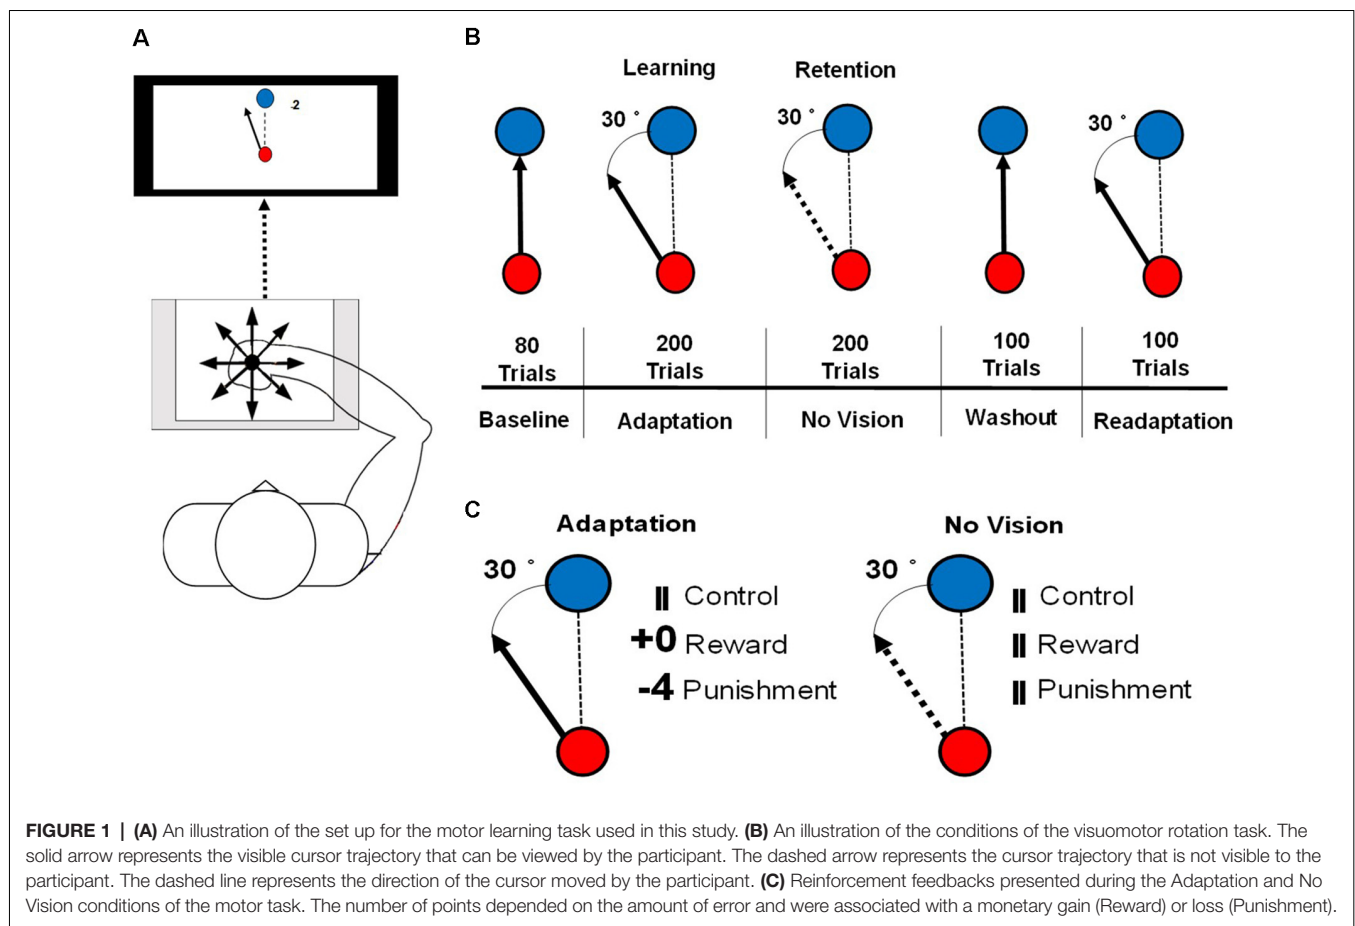 A
2
B
Learning
Retention
30 °
30 °
30 °
80
Trials
200
Trials
200
Trials
100
Trials
100
Trials
Baseline
Adaptation
No Vision
Washout
Readaptation
C
Adaptation
30 °
|| Control
+0 Reward
-4 Punishment
No Vision
30 °
|| Control
|| Reward
|| Punishment
FIGURE 1 | (A) An illustration of the set up for the motor learning task used in this study. (B) An illustration of the conditions of the visuomotor rotation task. The
solid arrow represents the visible cursor trajectory that can be viewed by the participant. The dashed arrow represents the cursor trajectory that is not visible to the
participant. The dashed line represents the direction of the cursor moved by the participant. (C) Reinforcement feedbacks presented during the Adaptation and No
Vision conditions of the motor task. The number of points depended on the amount of error and were associated with a monetary gain (Reward) or loss (Punishment).